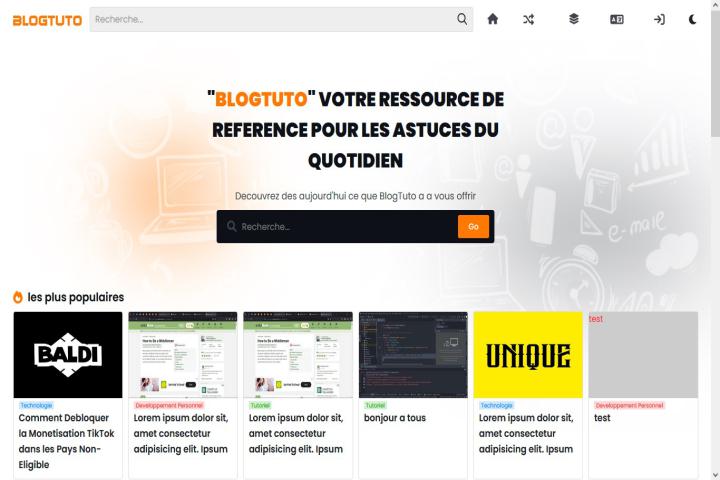 BLOGTUTO
Recherche...
"BLOGTUTO" VOTRE RESSOURCE DE
REFERENCE POUR LES ASTUCES DU
QUOTIDIEN
Decouvrez des aujourd'hui ce que BlogTuto a a vous offrir
Recherche...
Go
e-mail
les plus populaires
BALDI
UNIQUE
test
Technologie
Developpement Personnel
Tutoriel
Tutoriel
Technologie
Developpement Personnel
Comment Debloquer
la Monetisation TikTok
dans les Pays Non-
Eligible
Lorem ipsum dolor sit,
amet consectetur
adipisicing elit. Ipsum
Lorem ipsum dolor sit,
amet consectetur
adipisicing elit. Ipsum
bonjour a tous
Lorem ipsum dolor sit,
amet consectetur
adipisicing elit. Ipsum
test